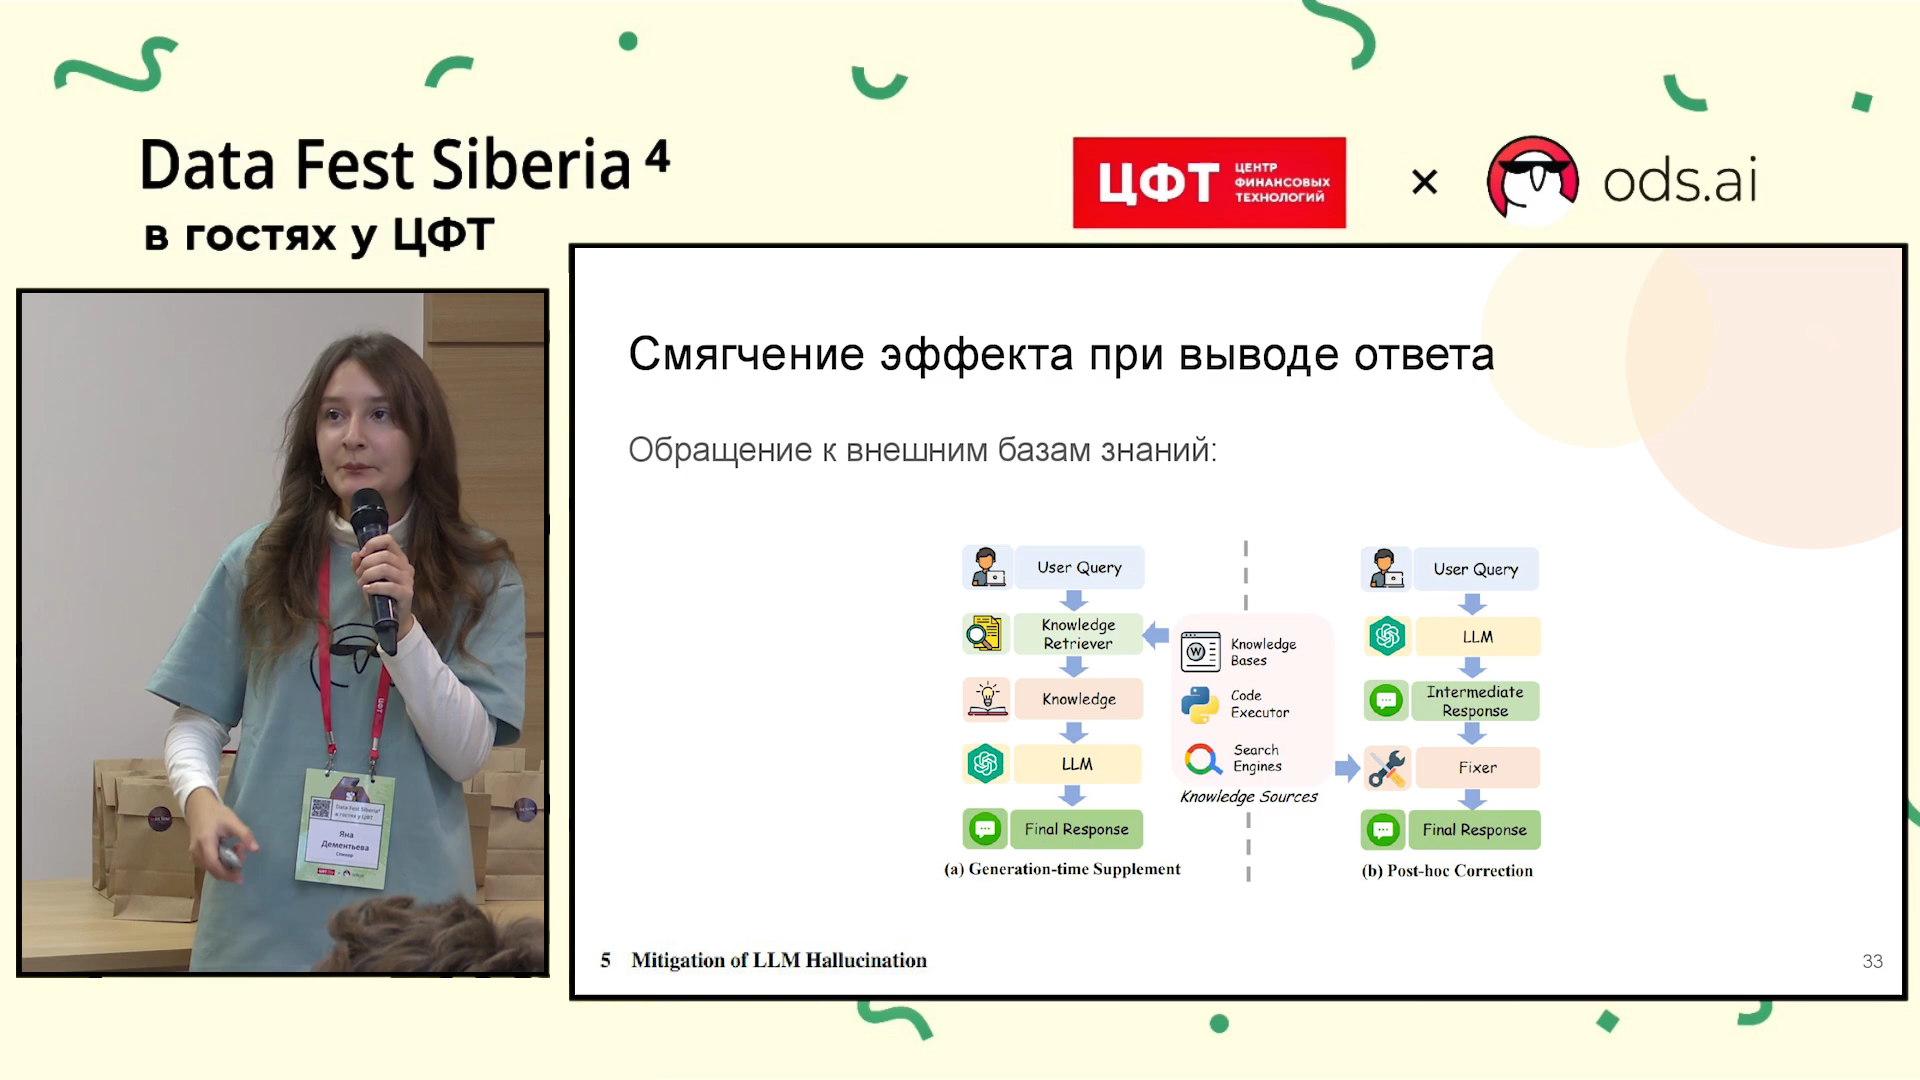 Data Fest Siberia 4
в гостях у ЦФТ
ЦФТ
ЦЕНТР
ФИНАНСОВЫХ
ТЕХНОЛОГИЙ
×
ods.ai
Смягчение эффекта при выводе ответа
Обращение к внешним базам знаний:
User Query
Knowledge
Retriever
Knowledge
LLM
Final Response
(a) Generation-time Supplement
W
Knowledge
Bases
Code
Executor
Search
Engines
Knowledge Sources
User Query
LLM
Intermediate
Response
Fixer
Final Response
(b) Post-hoc Correction
5 Mitigation of LLM Hallucination
33
ЦФТ
Data Fest Siberia4
в гостях у ЦФТ
Яна
Дементьева
Спикер